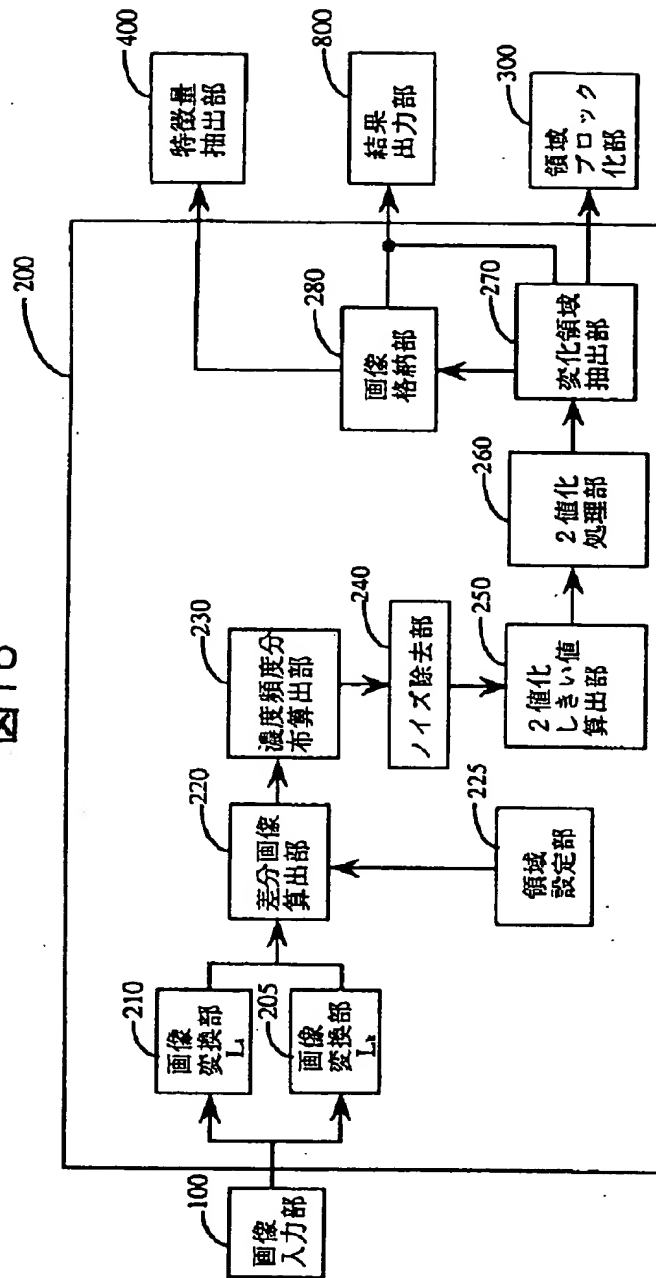 図16
200
100
画像
入力部
210
画像
変換部
L
205
画像
変換部
L
220
差分画像
算出部
225
領域
設定部
230
濃度頻度分
布算出部
240
ノイズ除去部
250
2値化
しきい値
算出部
260
2値化
処理部
270
変化領域
抽出部
280
画像
格納部
400
特徴量
抽出部
800
結果
出力部
300
領域
ブロック
化部